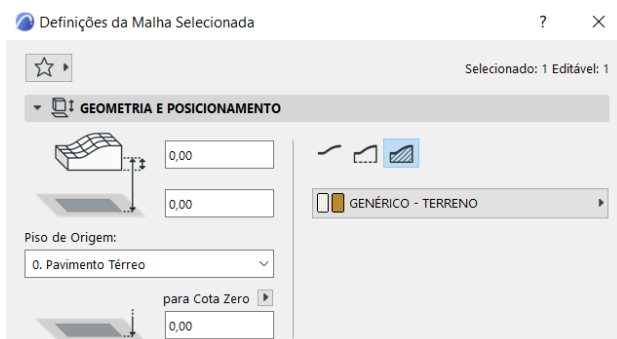 Definições da Malha Selecionada ? ×
Selecionado: 1 Editável: 1
GEOMETRIA E POSICIONAMENTO
0,00
0,00
GENÉRICO - TERRENO
Piso de Origem:
0. Pavimento Térreo
para Cota Zero
0,00